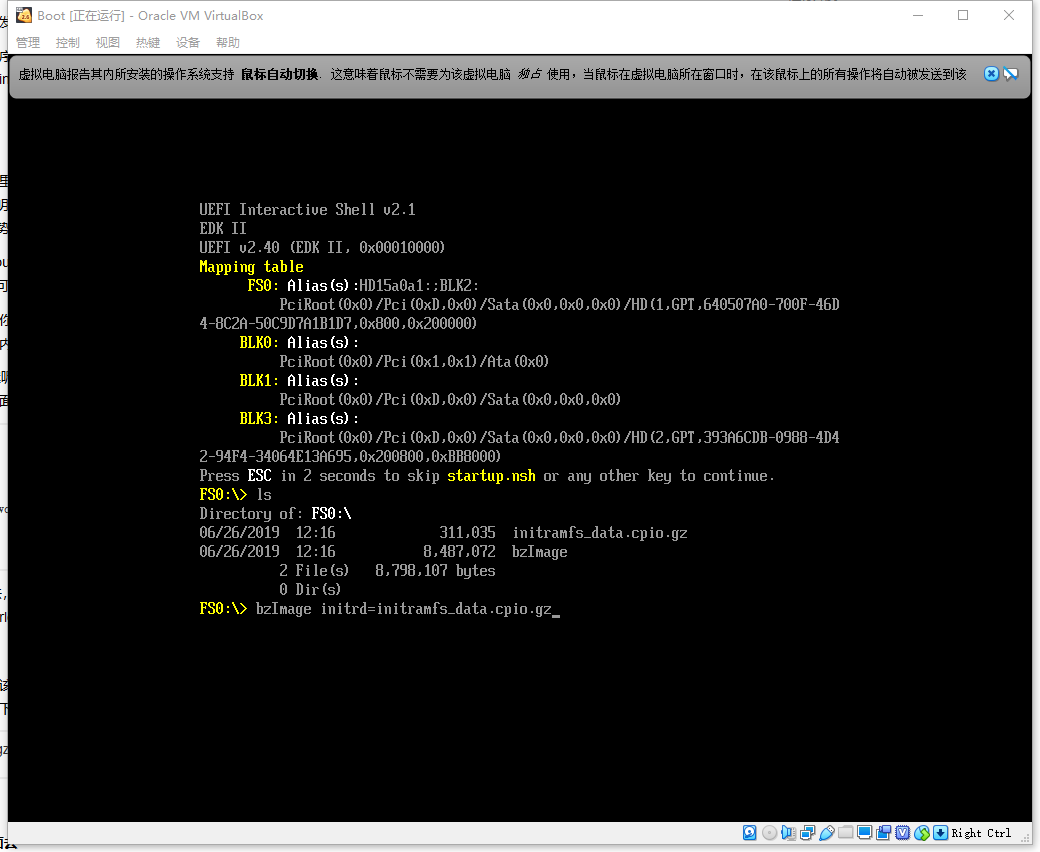 Boot [正在运行] - Oracle VM VirtualBox
管理 控制 视图 热键 设备 帮助
虚拟电脑报告其内所安装的操作系统支持 鼠标自动切换. 这意味着鼠标不需要为该虚拟电脑 独占 使用，当鼠标在虚拟电脑所在窗口时，在该鼠标上的所有操作将自动被发送到该
UEFI Interactive Shell v2.1
EDK II
UEFI v2.40 (EDK II, 0x00010000)
Mapping table
FS0: Alias(s):HD15a0a1:;BLK2:
PciRoot(0x0)/Pci(0xD,0x0)/Sata(0x0,0x0,0x0)/HD(1,GPT,640507A0-700F-46D
4-8C2A-50C9D7A1B1D7,0x800,0x200000)
BLK0: Alias(s):
PciRoot(0x0)/Pci(0x1,0x1)/Ata(0x0)
BLK1: Alias(s):
PciRoot(0x0)/Pci(0xD,0x0)/Sata(0x0,0x0,0x0)
BLK3: Alias(s):
PciRoot(0x0)/Pci(0xD,0x0)/Sata(0x0,0x0,0x0)/HD(2,GPT,393A6CDB-0988-4D4
2-94F4-34064E13A695,0x200800,0xBB8000)
Press ESC in 2 seconds to skip startup.nsh or any other key to continue.
FS0:\> ls
Directory of: FS0:\
06/26/2019 12:16 311,035 initramfs_data.cpio.gz
06/26/2019 12:16 8,487,072 bzImage
2 File(s) 8,798,107 bytes
0 Dir(s)
FS0:\> bzImage initrd=initramfs_data.cpio.gz_
Right Ctrl